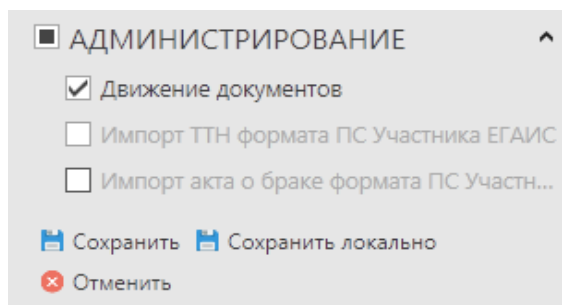 АДМИНИСТРИРОВАНИЕ
Движение документов
Импорт ТТН формата ПС Участника ЕГАИС
Импорт акта о браке формата ПС Участн...
Сохранить Сохранить локально
Отменить